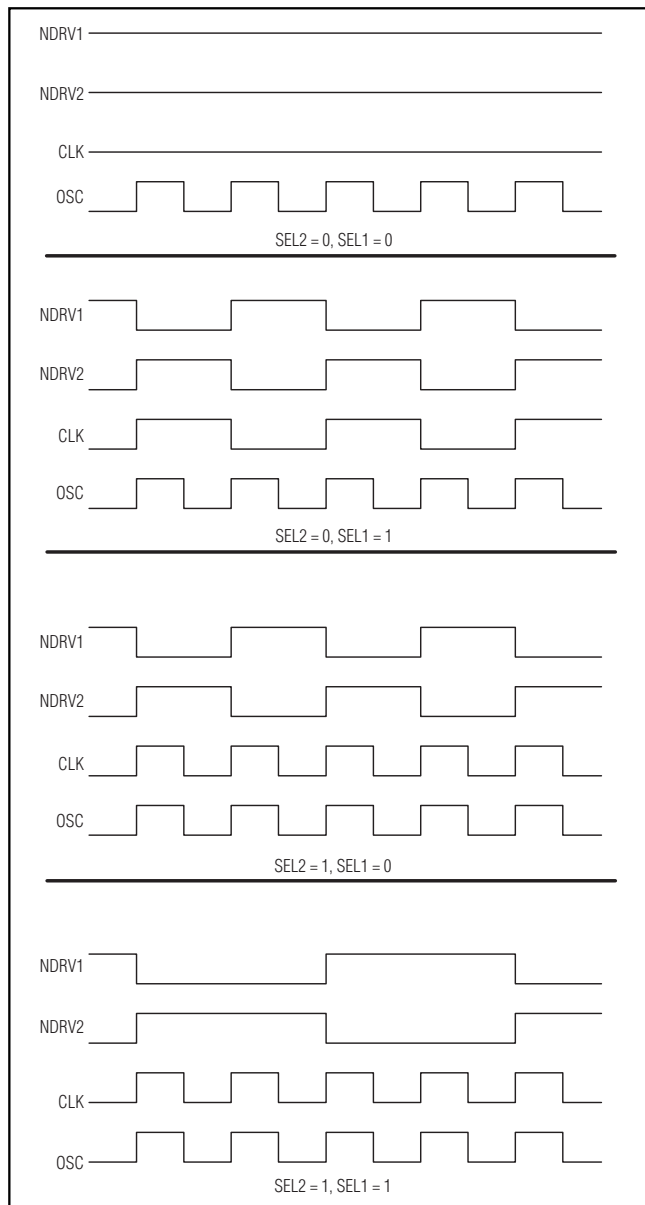 NDRV1
NDRV2
CLK
OSC
SEL2 = 0, SEL1 = 0
NDRV1
NDRV2
CLK
OSC
SEL2 = 0, SEL1 = 1
NDRV1
NDRV2
CLK
OSC
SEL2 = 1, SEL1 = 0
NDRV1
NDRV2
CLK
OSC
SEL2 = 1, SEL1 = 1